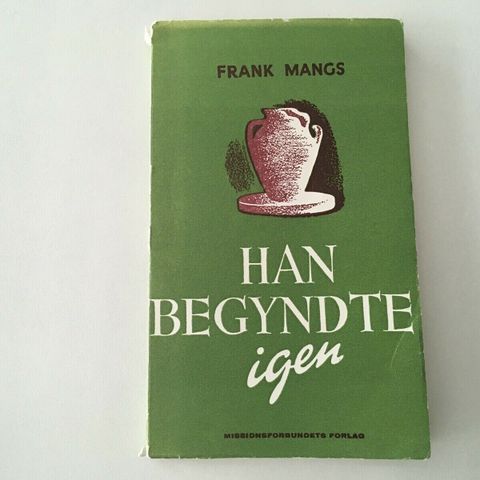 FRANK MANGS
HAN
BEGYNDTE
igen
MISSIONSFORBUNDETS FORLAG